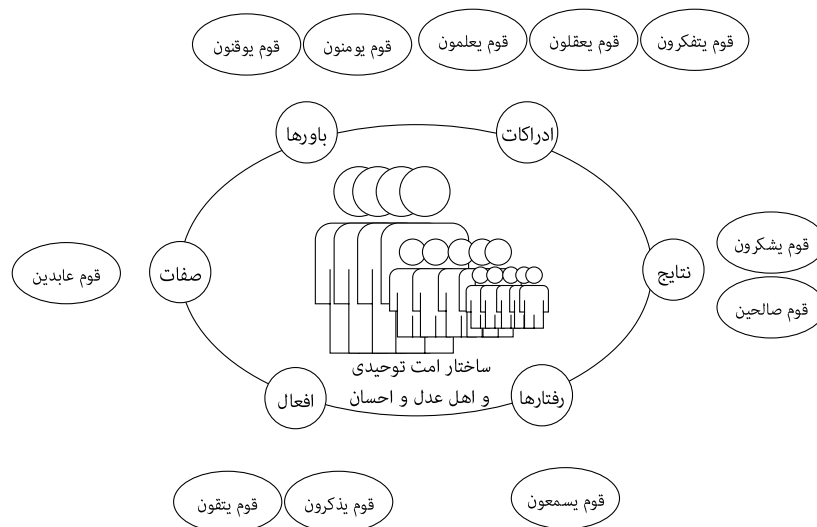 قوم یتفکرون
قوم یعقلون
قوم یعلمون
قوم یومنون
قوم یوقنون
ادراکات
باورها
قوم یشکرون
نتایج
صفات
قوم عابدین
قوم صالحین
ساختار امت توحیدی
و اهل عدل و احسان
رفتارها
افعال
قوم یسمعون
قوم یذکرون
قوم یتقون